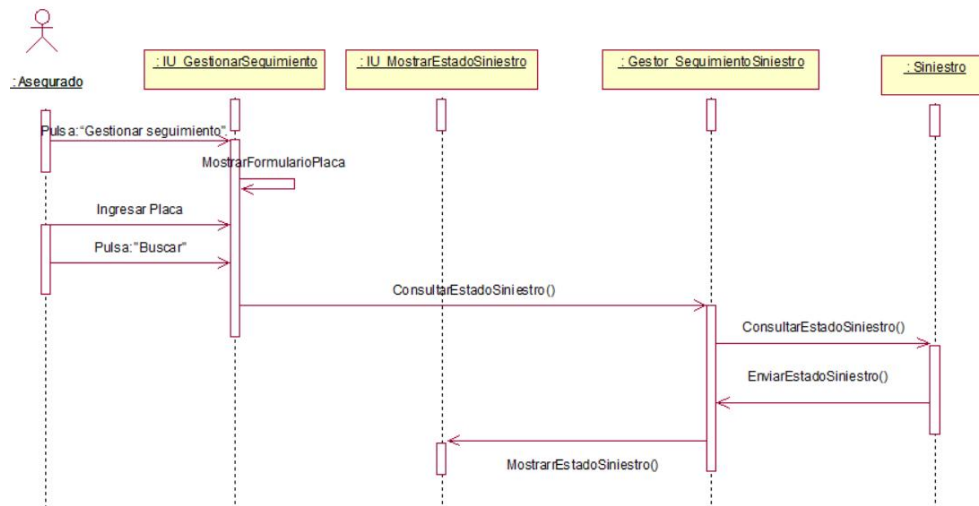 : Asegurado
: IU_GestionarSeguimiento
: IU_MostrarEstadoSiniestro
: Gestor_SeguimientoSiniestro
: Siniestro
Pulsa:"Gestionar seguimiento".
MostrarFormularioPlaca
Ingresar Placa
Pulsa:"Buscar"
ConsultarEstadoSiniestro()
ConsultarEstadoSiniestro()
EnviarEstadoSiniestro()
MostrarrEstadoSiniestro()